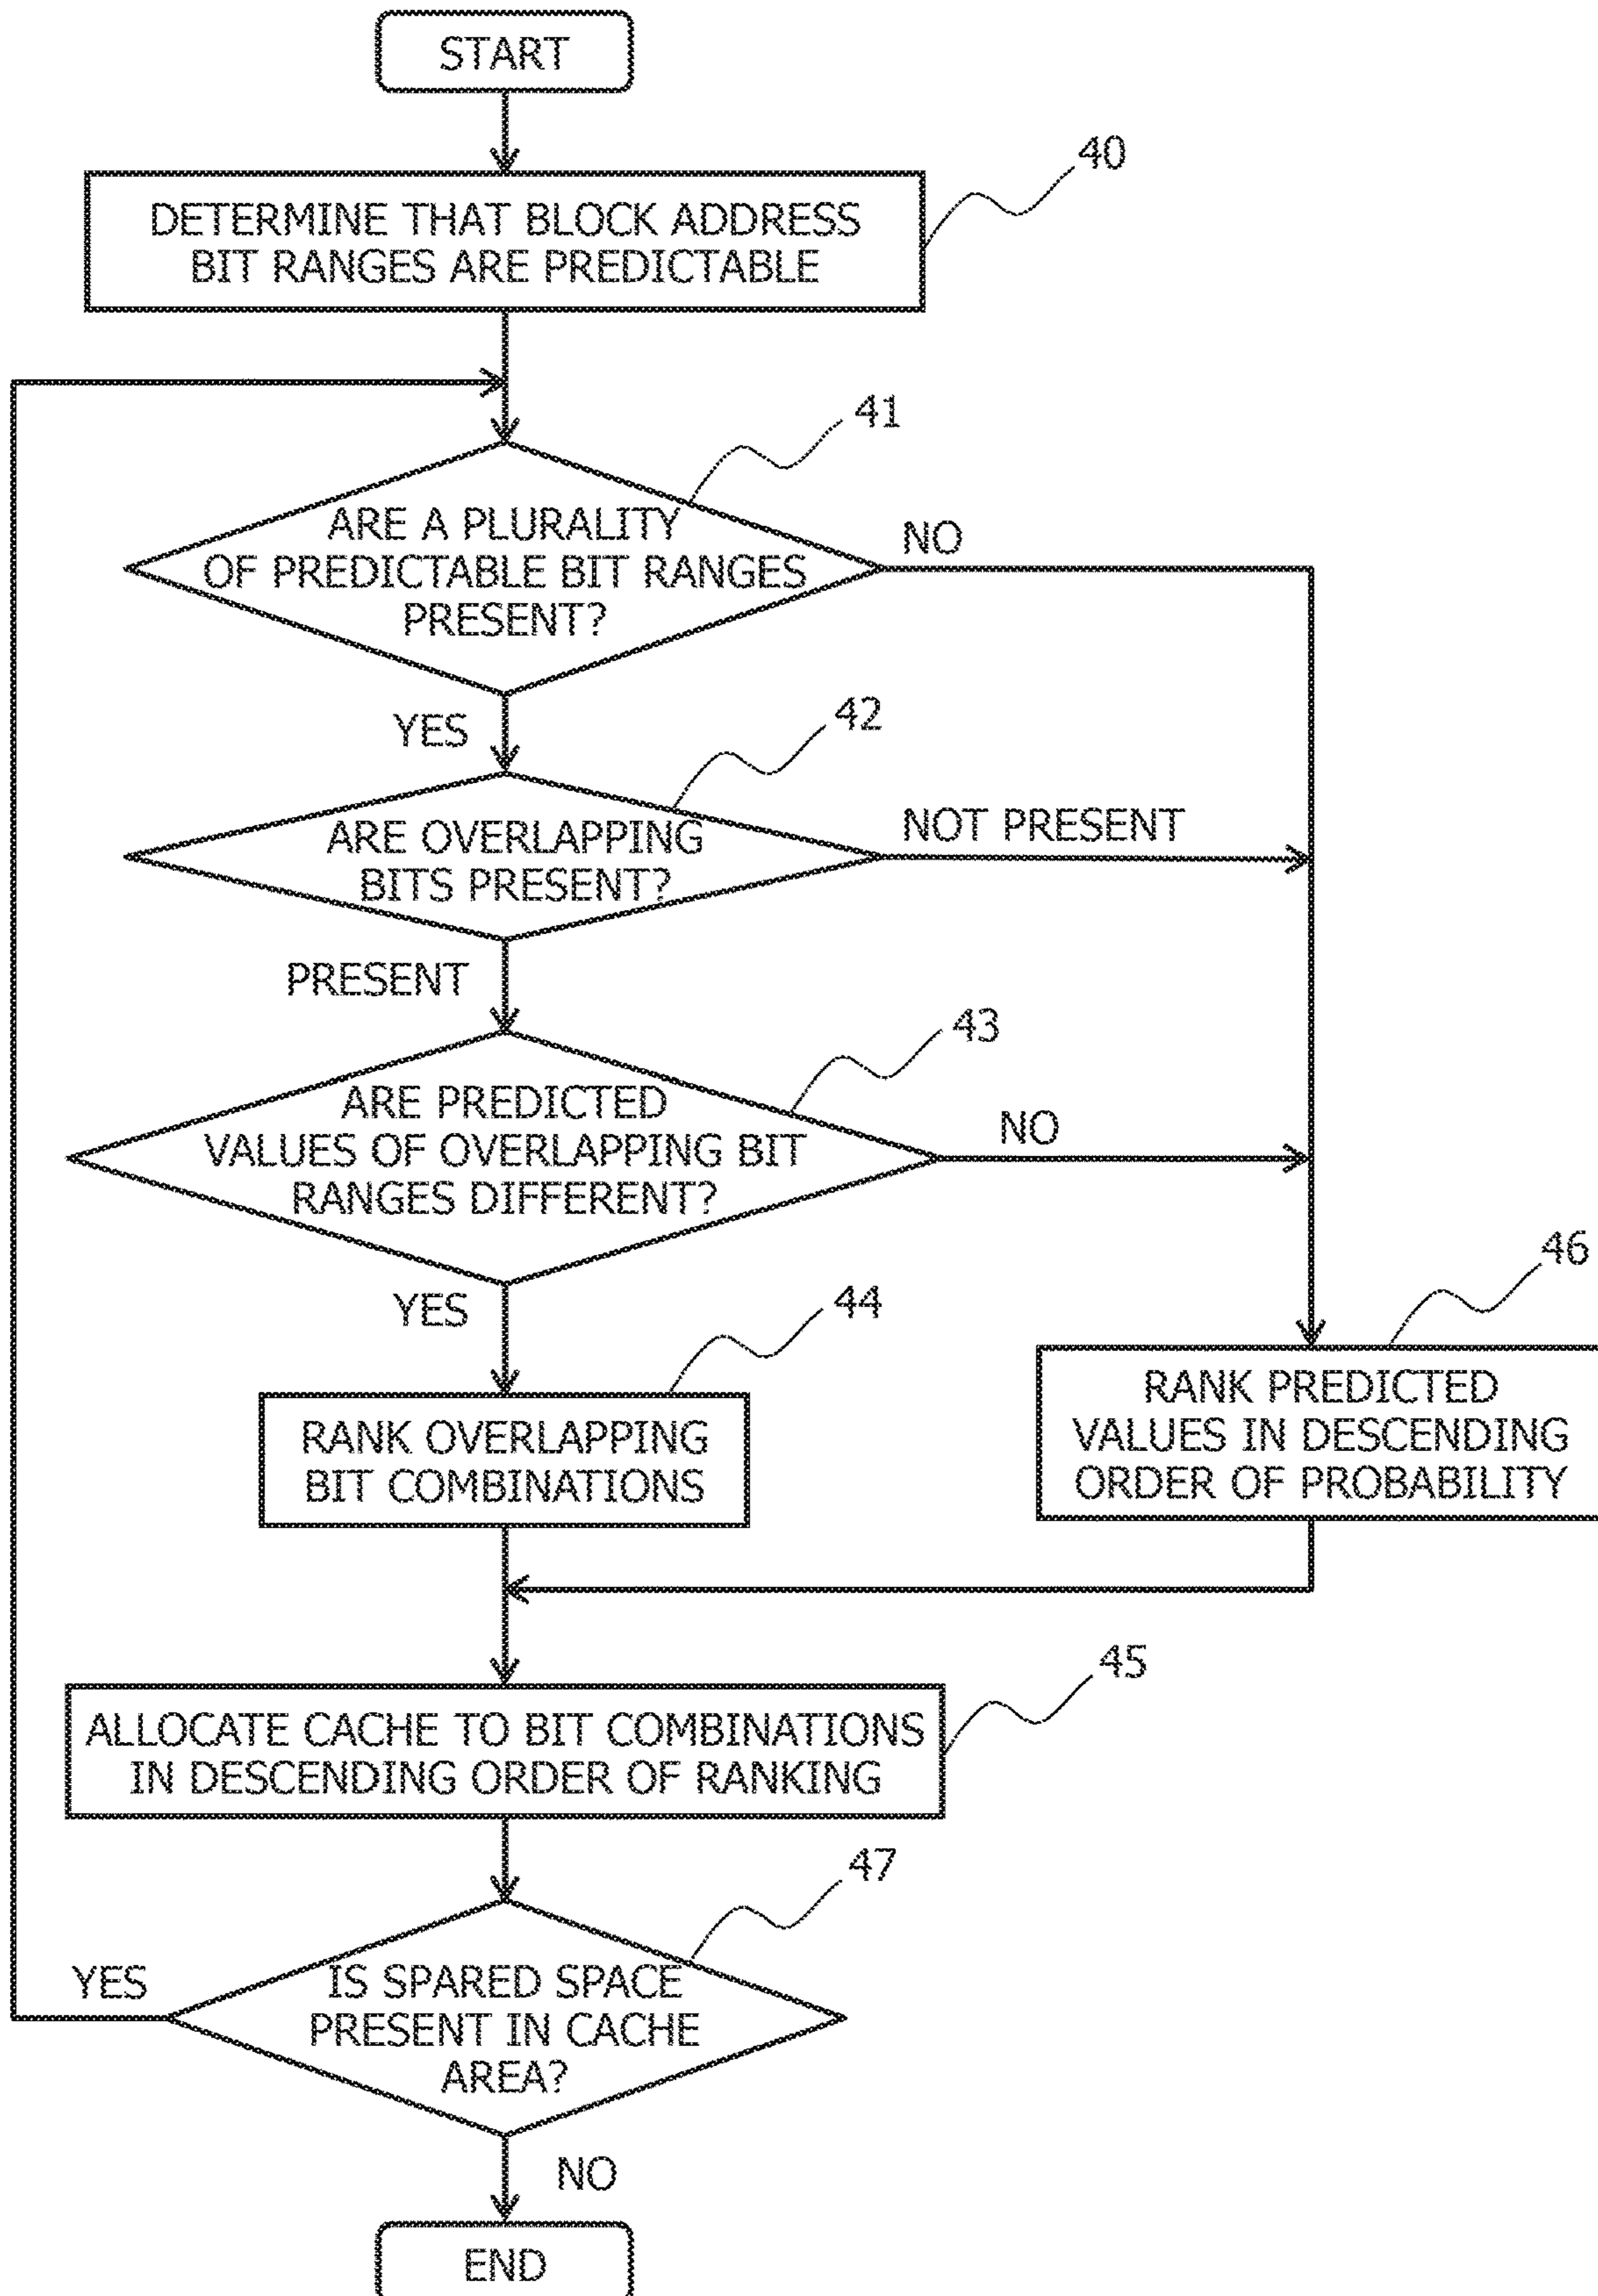 START
40
DETERMINE THAT BLOCK ADDRESS
BIT RANGES ARE PREDICTABLE
41
ARE A PLURALITY
OF PREDICTABLE BIT RANGES
PRESENT?
NO
YES
42
ARE OVERLAPPING
BITS PRESENT?
NOT PRESENT
PRESENT
43
ARE PREDICTED
VALUES OF OVERLAPPING BIT
RANGES DIFFERENT?
NO
YES
44
RANK OVERLAPPING
BIT COMBINATIONS
46
RANK PREDICTED
VALUES IN DESCENDING
ORDER OF PROBABILITY
45
ALLOCATE CACHE TO BIT COMBINATIONS
IN DESCENDING ORDER OF RANKING
47
IS SPARED SPACE
PRESENT IN CACHE
AREA?
YES
NO
END